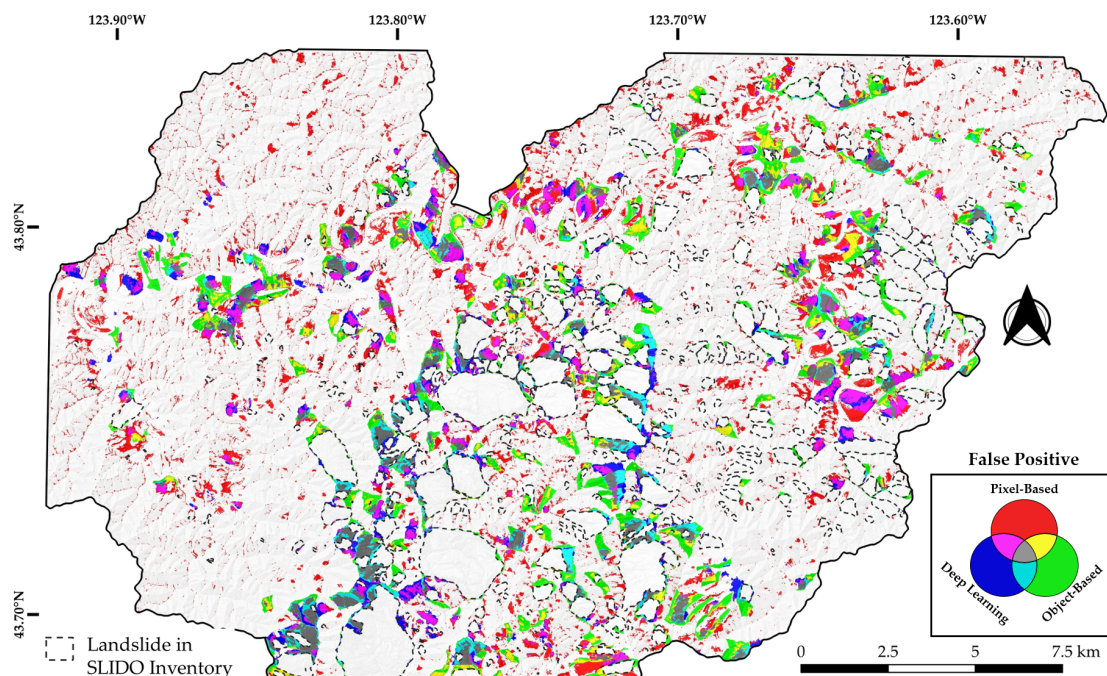 123.90°W
123.80°W
123.70°W
123.60°W
43.80°N
43.70°N
False Positive
Pixel-Based
Deep Learning
Object-Based
Landslide in
SLIDO Inventory
0
2.5
5
7.5 km